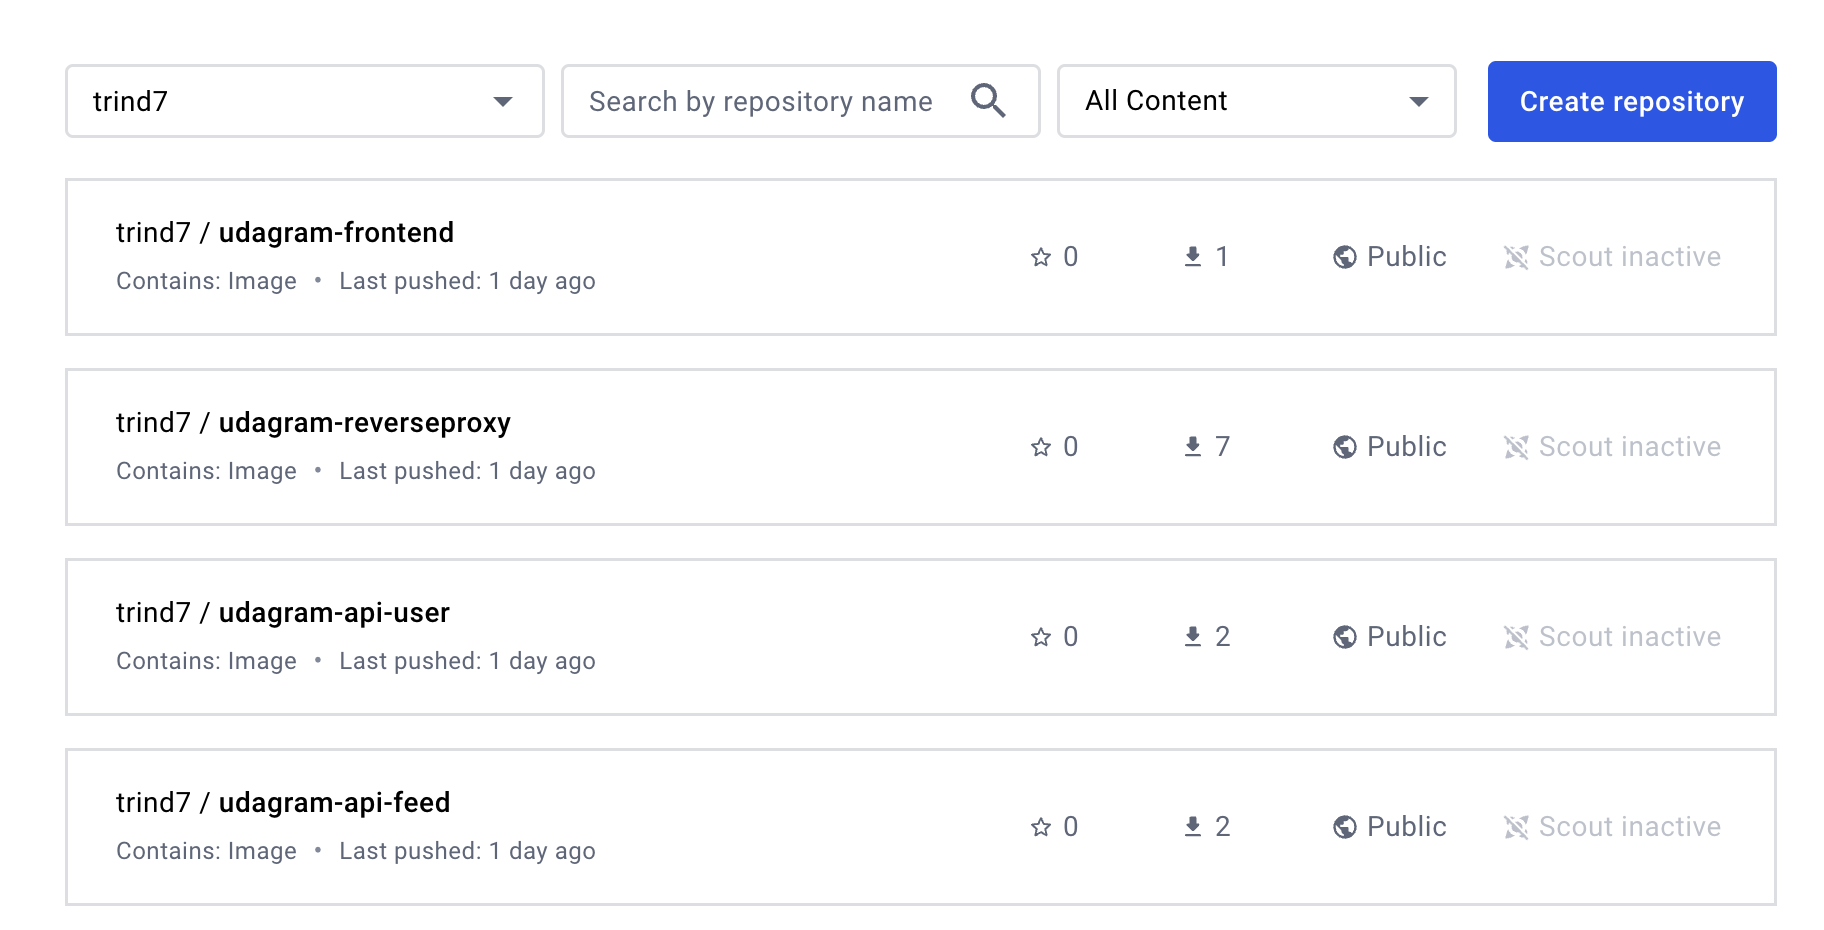 trind7
Search by repository name
All Content
Create repository
trind7 / udagram-frontend
Contains: Image • Last pushed: 1 day ago
0
1
Public
Scout inactive
trind7 / udagram-reverseproxy
Contains: Image • Last pushed: 1 day ago
0
7
Public
Scout inactive
trind7 / udagram-api-user
Contains: Image • Last pushed: 1 day ago
0
2
Public
Scout inactive
trind7 / udagram-api-feed
Contains: Image • Last pushed: 1 day ago
0
2
Public
Scout inactive